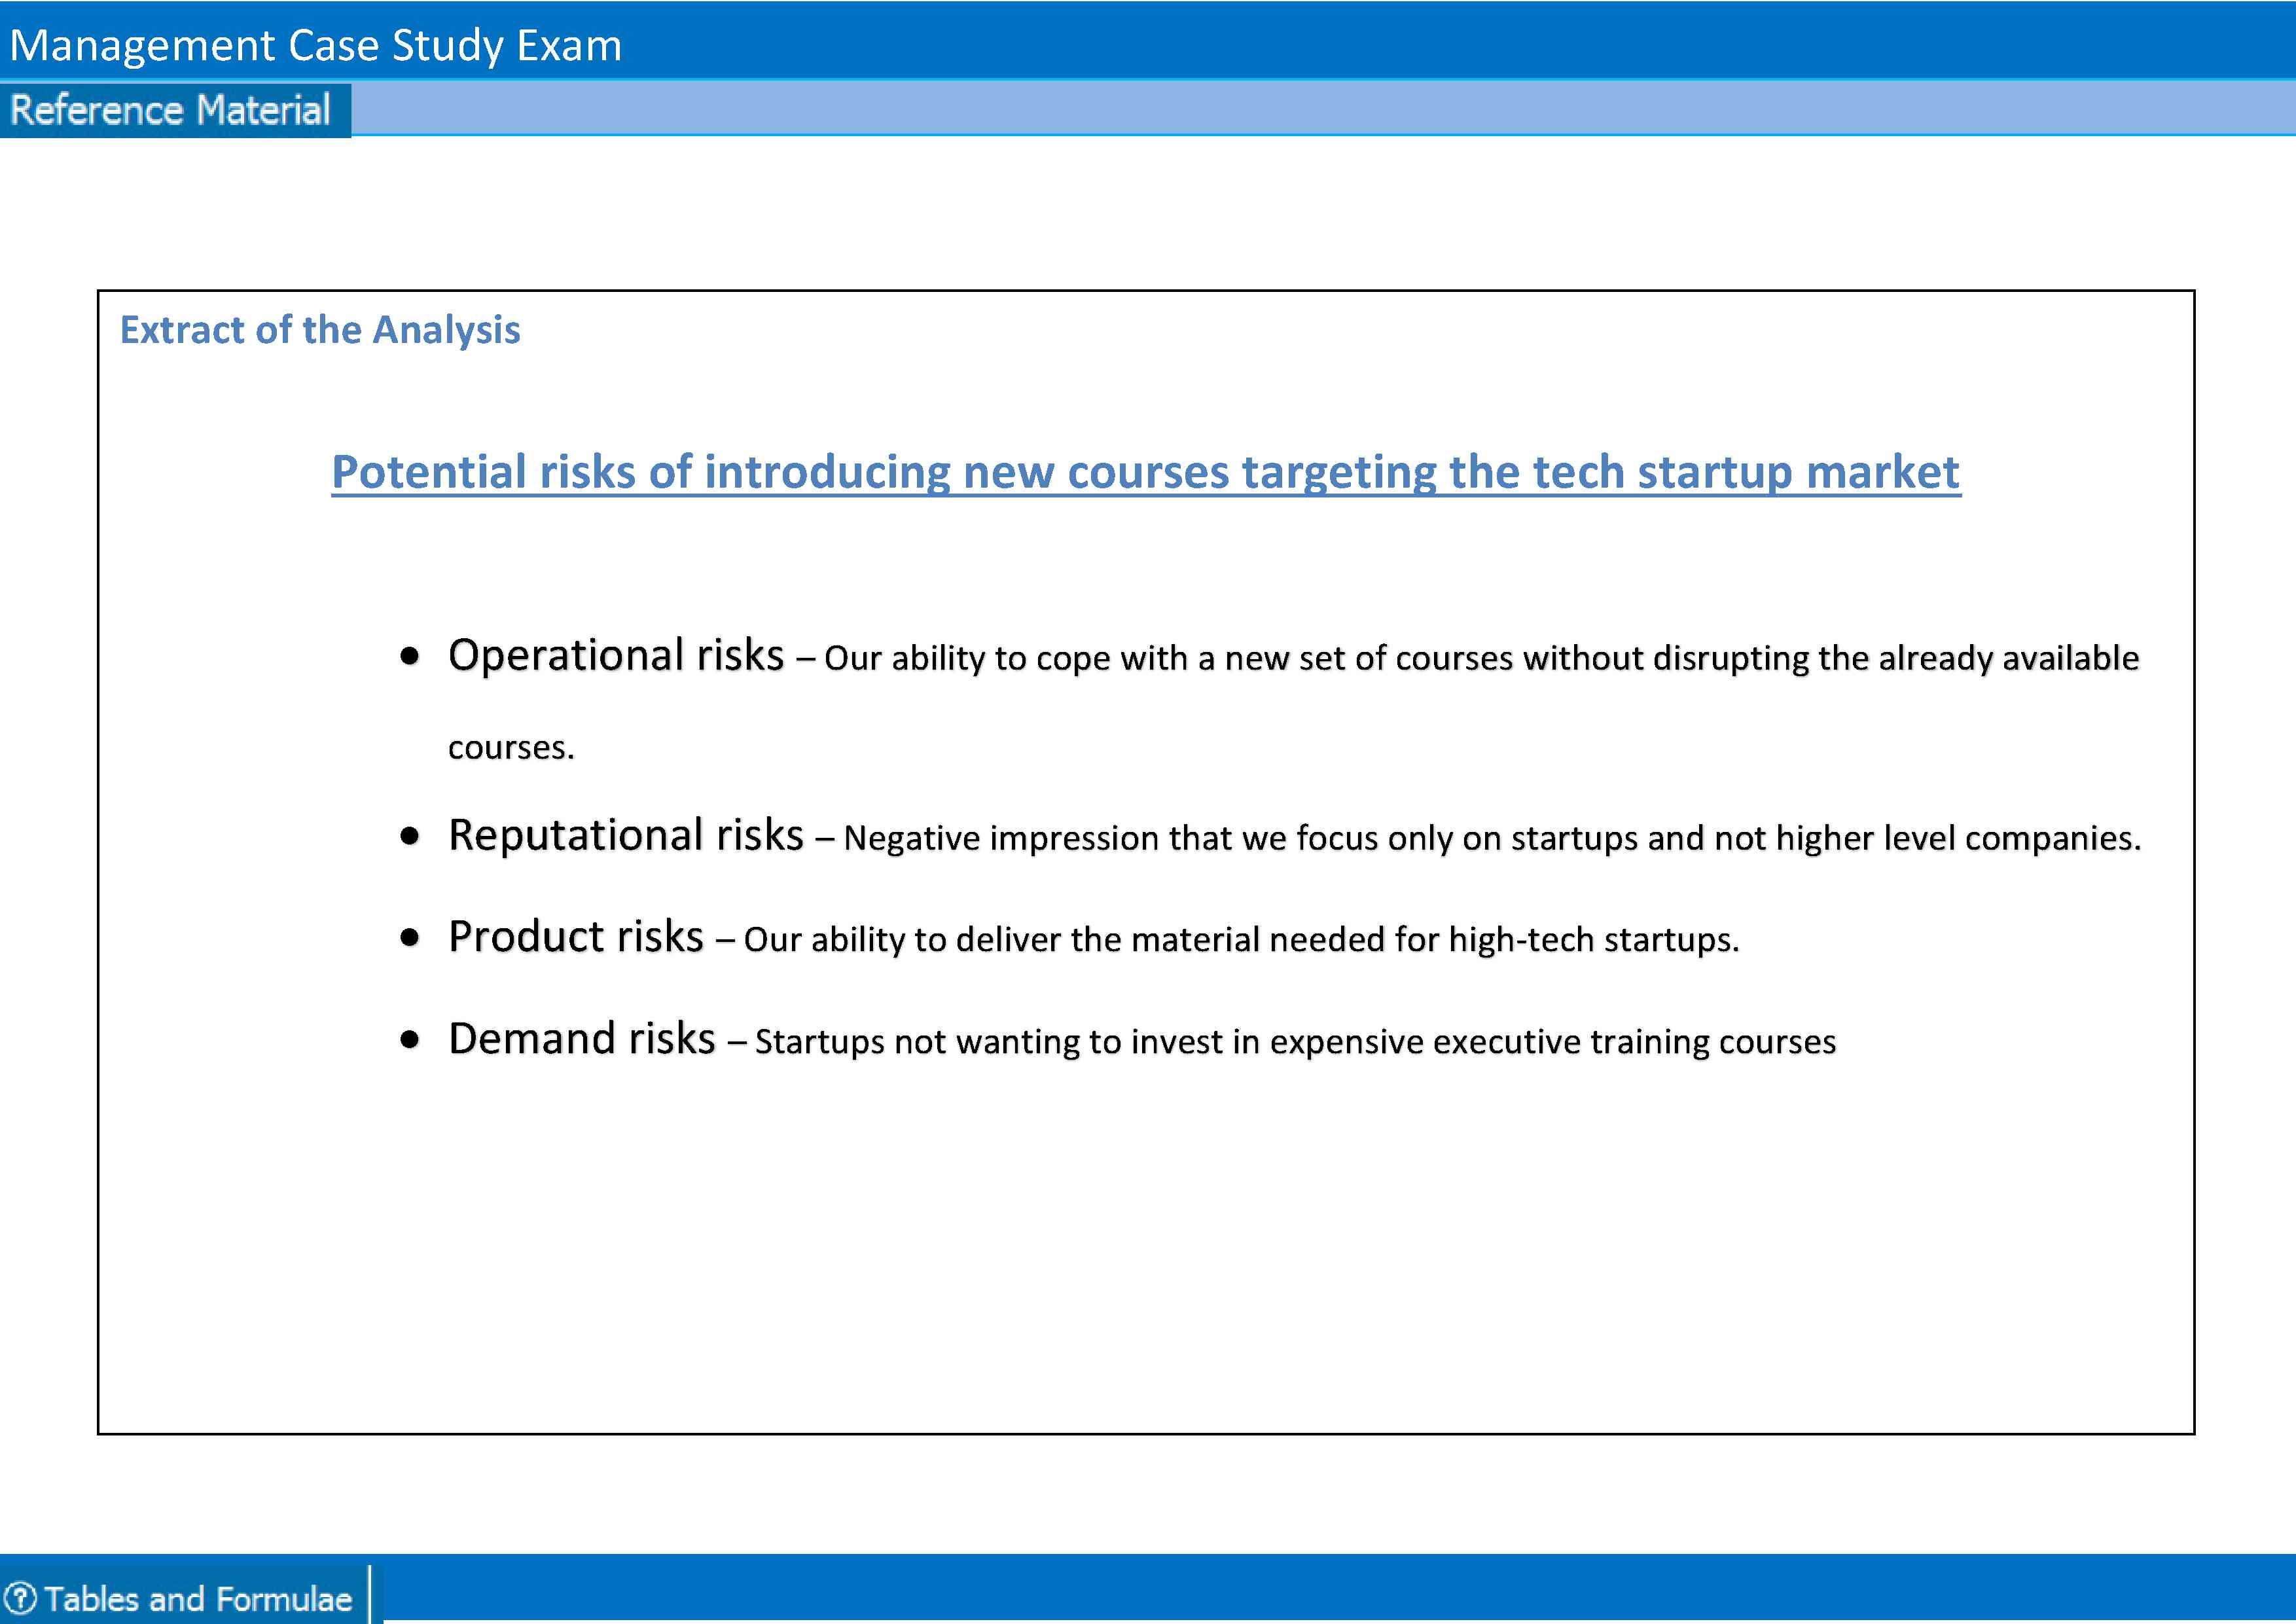 Management Case Study Exam
Reference Material
Extract of the Analysis
Potential risks of introducing new courses targeting the tech startup market
• Operational risks – Our ability to cope with a new set of courses without disrupting the already available
courses.
• Reputational risks – Negative impression that we focus only on startups and not higher level companies.
• Product risks – Our ability to deliver the material needed for high-tech startups.
• Demand risks – Startups not wanting to invest in expensive executive training courses
? Tables and Formulae